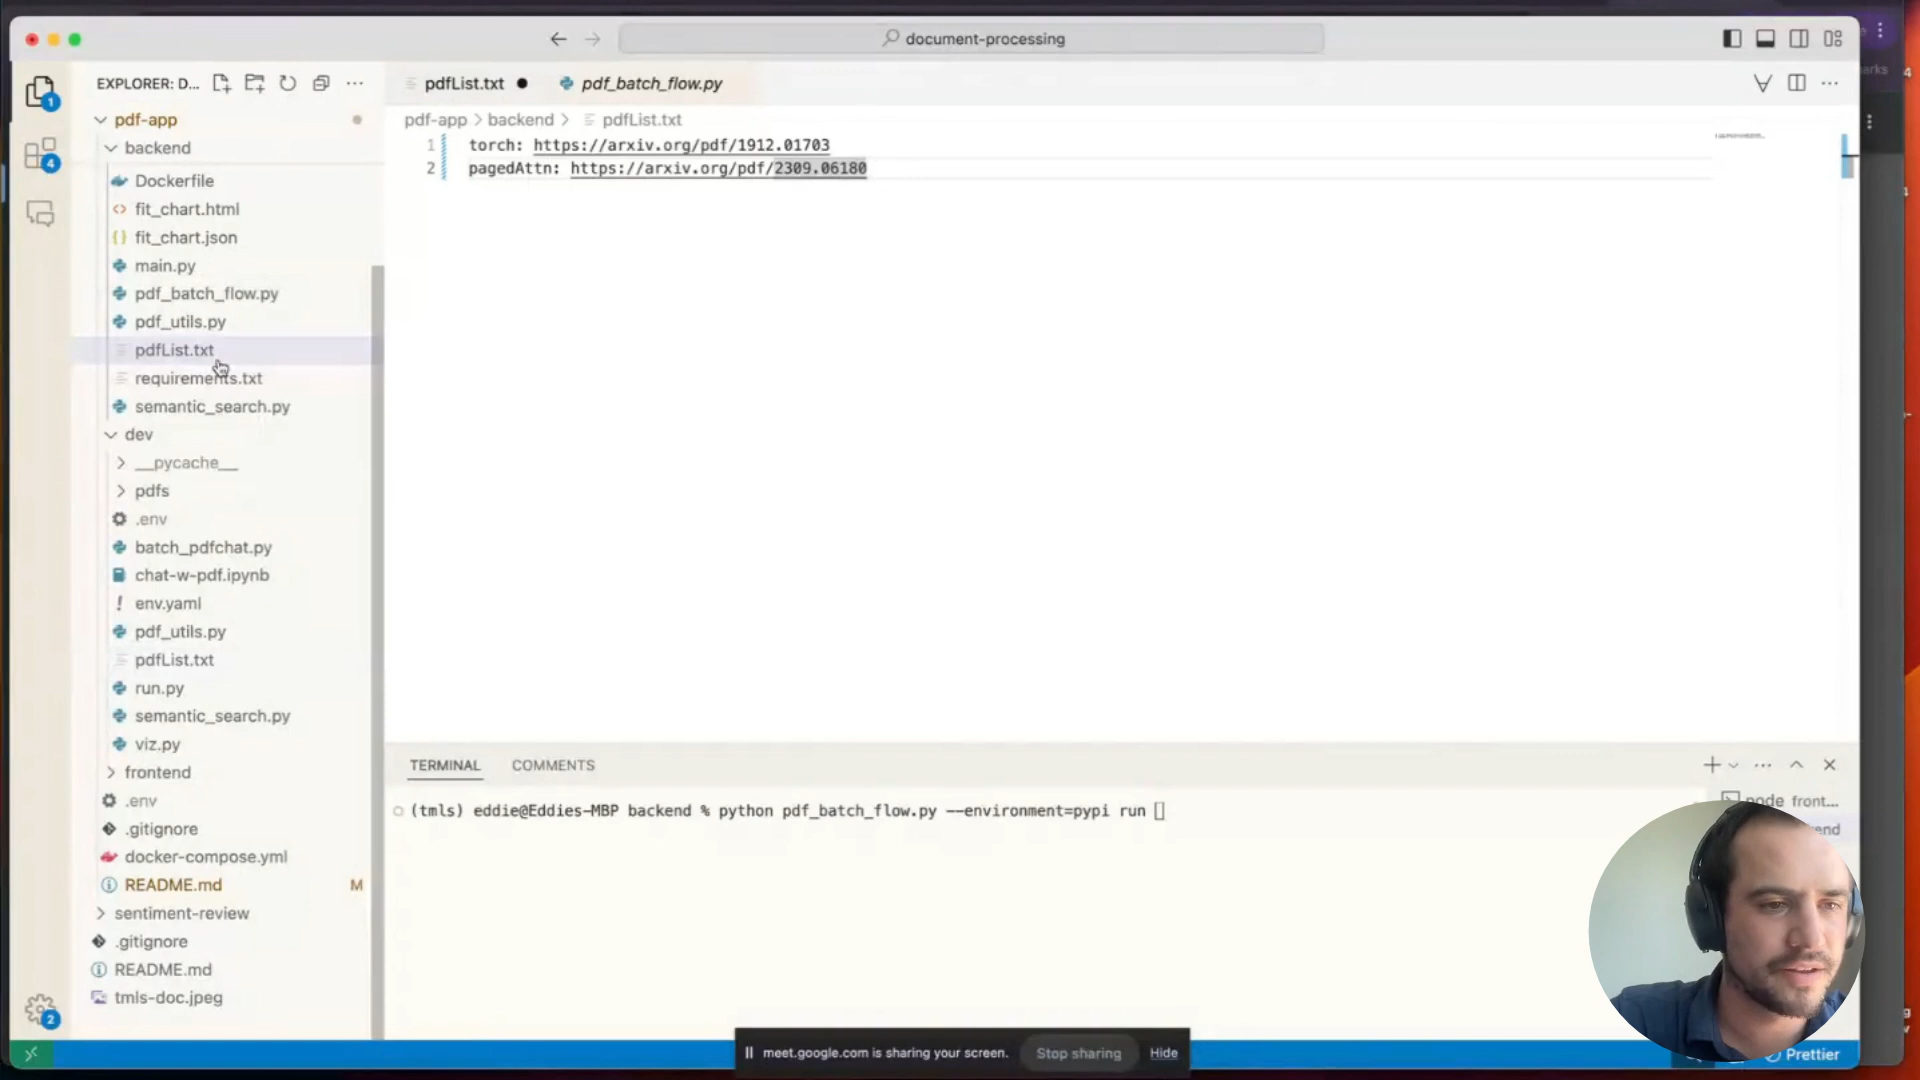 document-processing
EXPLORER: D...
pdfList.txt
pdf_batch_flow.py
pdf-app
pdf-app > backend > pdfList.txt
backend
1 torch: https://arxiv.org/pdf/1912.01703
2 pagedAttn: https://arxiv.org/pdf/2309.06180
Dockerfile
fit_chart.html
fit_chart.json
main.py
pdf_batch_flow.py
pdf_utils.py
pdfList.txt
requirements.txt
semantic_search.py
dev
__pycache__
pdfs
.env
batch_pdfchat.py
chat-w-pdf.ipynb
env.yaml
pdf_utils.py
pdfList.txt
run.py
semantic_search.py
viz.py
frontend
.env
.gitignore
docker-compose.yml
README.md M
sentiment-review
.gitignore
README.md
tmls-doc.jpeg
1
4
2
TERMINAL COMMENTS
(tmls) eddie@Eddies-MBP backend % python pdf_batch_flow.py --environment=pypi run
node front...
meet.google.com is sharing your screen. Stop sharing Hide
Prettier